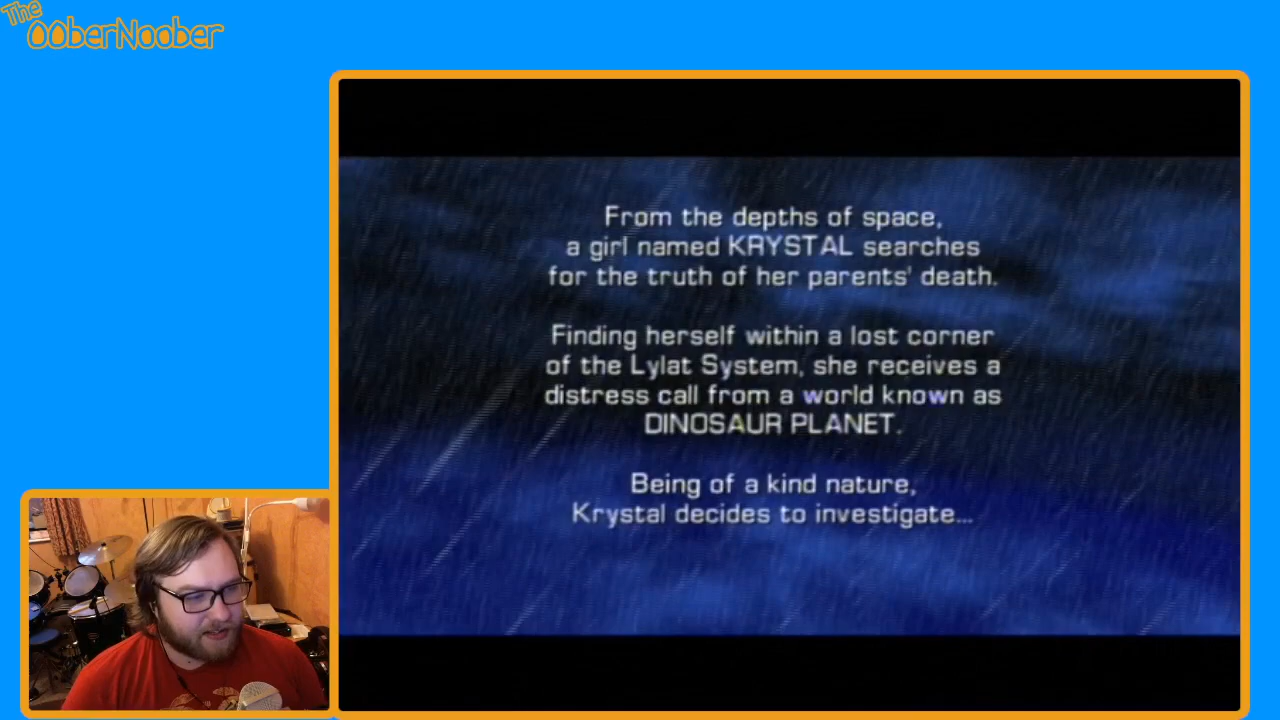 The
OOberNoober
From the depths of space,
a girl named KRYSTAL searches
for the truth of her parents' death.
Finding herself within a lost corner
of the Lylat System, she receives a
distress call from a world known as
DINOSAUR PLANET.
Being of a kind nature,
Krystal decides to investigate...